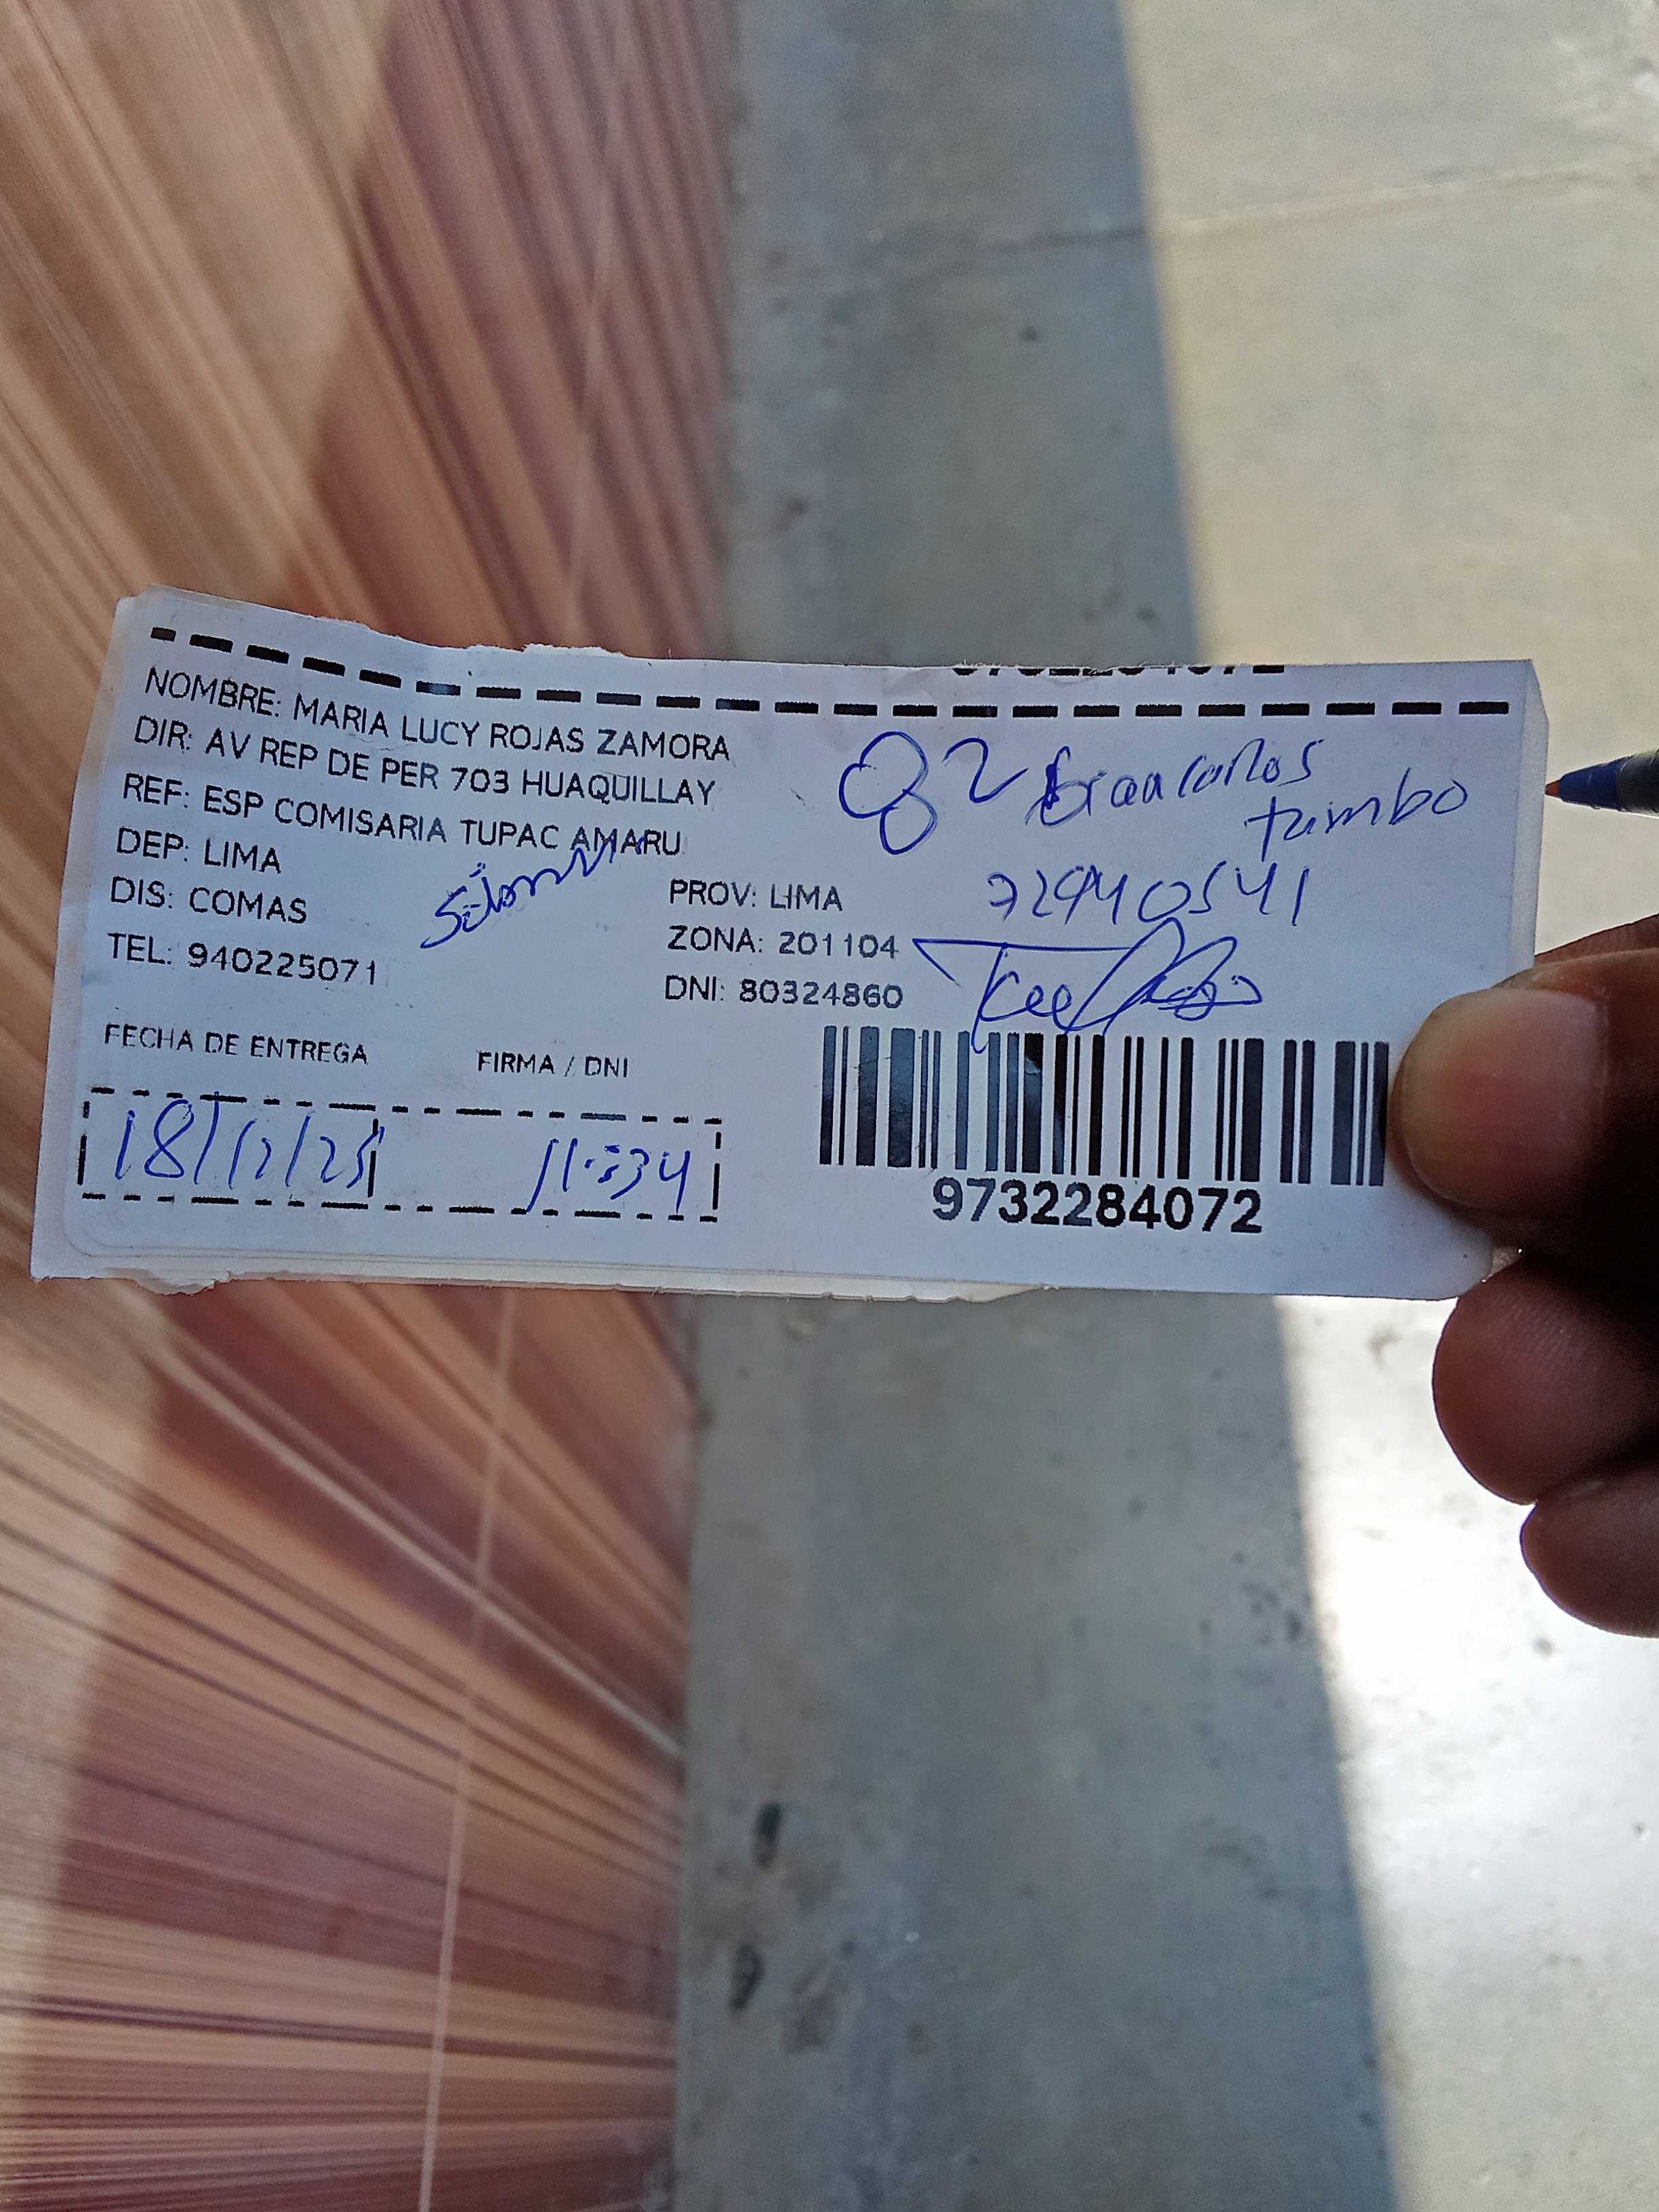 NOMBRE: MARIA LUCY ROJAS ZAMORA
DIR: AV REP DE PER 703 HUAQUILLAY
REF: ESP COMISARIA TUPAC AMARU
DEP: LIMA
DIS: COMAS
PROV: LIMA
TEL: 940225071
ZONA: 201104
DNI: 80324860
82
tumbo
72940541
FECHA DE ENTREGA
FIRMA / DNI
18/12/25
11:34
9732284072